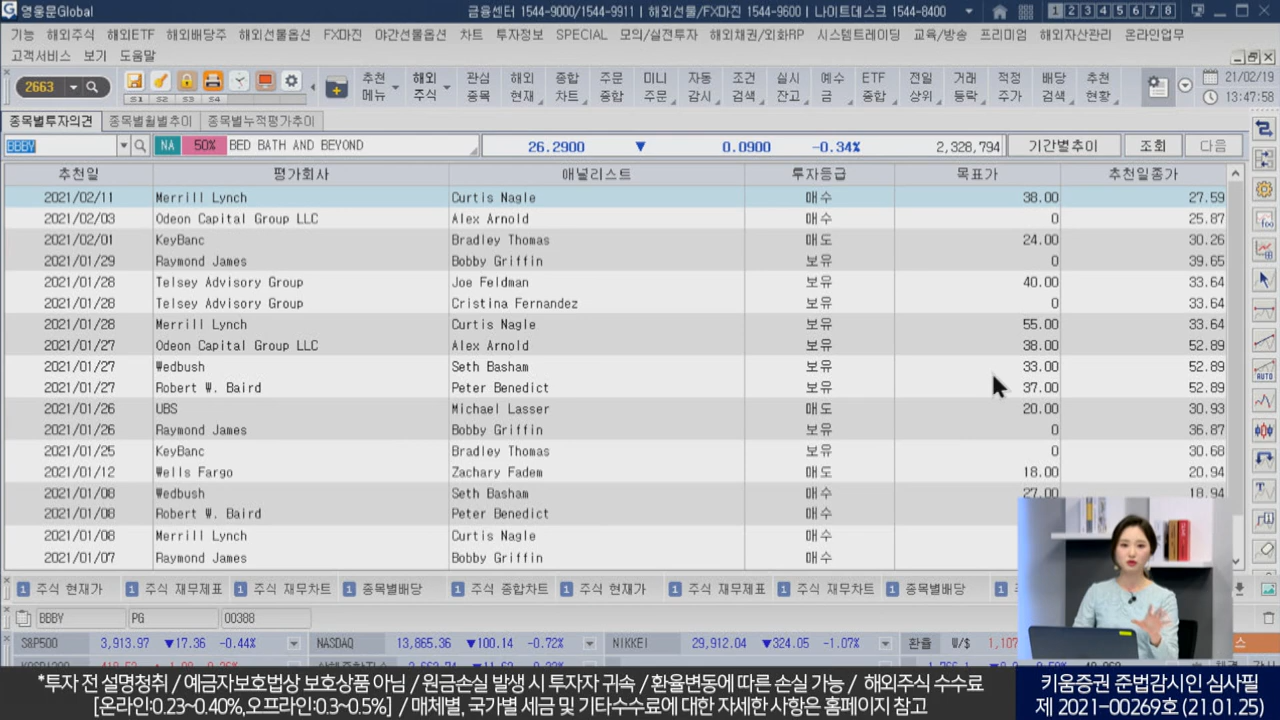 영웅문Global 금융센터 1544-9000/1544-9911 | 해외선물/FX마진 1544-9600 | 나이트데스크 1544-8400 1 2 3 4 5 6 7 8
기능 해외주식 해외ETF 해외배당주 해외선물옵션 FX마진 야간선물옵션 차트 투자정보 SPECIAL 모의/실전투자 해외채권/외화RP 시스템트레이딩 교육/방송 프리미엄 해외자산관리 온라인업무
고객서비스 보기 도움말
2663 S1 S2 S3 S4 추천메뉴 해외주식 관심종목 해외현재 종합차트 주문종합 미니주문 자동감시 조건검색 실시잔고 예수금 ETF종합 전일상위 거래등락 적정주가 배당검색 추천현황 21/02/19
13:47:58
종목별투자의견 종목별월별추이 종목별누적평가추이
BBBY NA 50% BED BATH AND BEYOND 26.2900 ▼ 0.0900 -0.34% 2,328,794 기간별추이 조회 다음
추천일 평가회사 애널리스트 투자등급 목표가 추천일종가
2021/02/11 Merrill Lynch Curtis Nagle 매수 38.00 27.59
2021/02/03 Odeon Capital Group LLC Alex Arnold 매수 0 25.87
2021/02/01 KeyBanc Bradley Thomas 매도 24.00 30.26
2021/01/29 Raymond James Bobby Griffin 보유 0 39.65
2021/01/28 Telsey Advisory Group Joe Feldman 보유 40.00 33.64
2021/01/28 Telsey Advisory Group Cristina Fernandez 보유 0 33.64
2021/01/28 Merrill Lynch Curtis Nagle 보유 55.00 33.64
2021/01/27 Odeon Capital Group LLC Alex Arnold 보유 38.00 52.89
2021/01/27 Wedbush Seth Basham 보유 33.00 52.89
2021/01/27 Robert W. Baird Peter Benedict 보유 37.00 52.89
2021/01/26 UBS Michael Lasser 매도 20.00 30.93
2021/01/26 Raymond James Bobby Griffin 보유 0 36.87
2021/01/25 KeyBanc Bradley Thomas 보유 0 30.68
2021/01/12 Wells Fargo Zachary Fadem 매도 18.00 20.94
2021/01/08 Wedbush Seth Basham 매수 27.00 18.94
2021/01/08 Robert W. Baird Peter Benedict 매수
2021/01/08 Merrill Lynch Curtis Nagle 매수
2021/01/07 Raymond James Bobby Griffin 매수
1 주식 현재가 1 주식 재무제표 1 주식 재무차트 1 종목별배당 1 주식 종합차트 1 주식 현재가 1 주식 재무제표 1 주식 재무차트 1 종목별배당 1
BBBY PG 00388
S&P500 3,913.97 ▼17.36 -0.44% NASDAQ 13,865.36 ▼100.14 -0.72% NIKKEI 29,912.04 ▼324.05 -1.07% 환율 W/$ 1,107
*투자 전 설명청취 / 예금자보호법상 보호상품 아님 / 원금손실 발생 시 투자자 귀속 / 환율변동에 따른 손실 가능 / 해외주식 수수료
[온라인:0.23~0.40%,오프라인:0.3~0.5%] / 매체별, 국가별 세금 및 기타수수료에 대한 자세한 사항은 홈페이지 참고
키움증권 준법감시인 심사필
제 2021-00269호 (21.01.25)